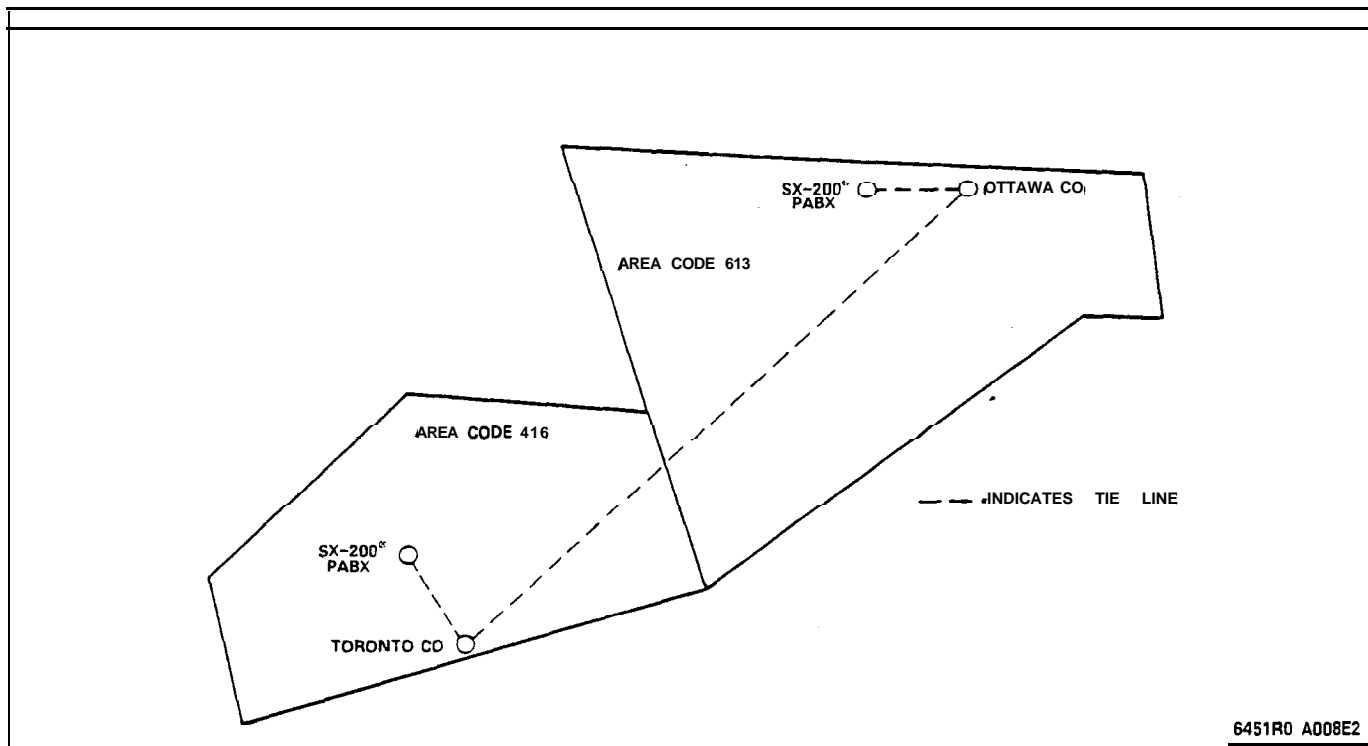 SX-200®
PABX
OTTAWA CO
AREA CODE 613
AREA CODE 416
INDICATES TIE LINE
SX-200®
PABX
TORONTO CO
6451R0 A008E2